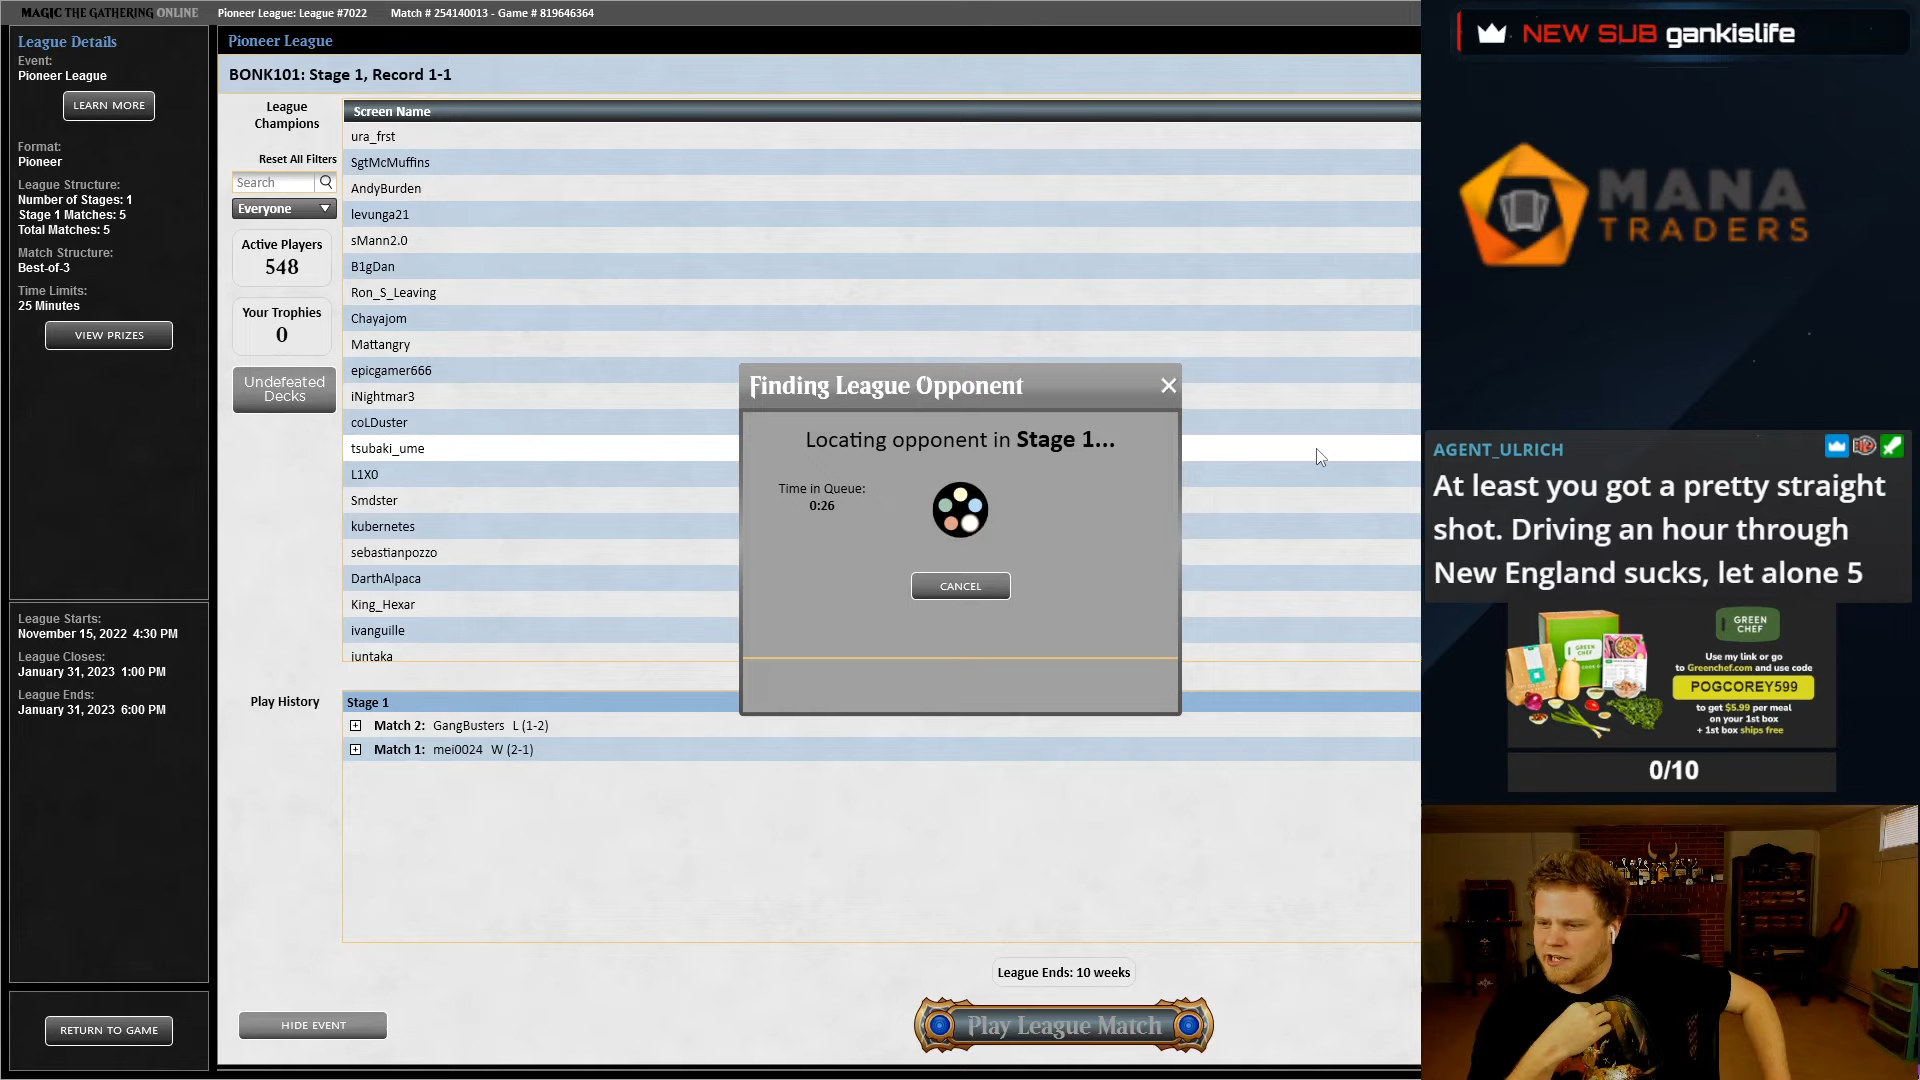 MAGIC THE GATHERING ONLINE
Pioneer League: League #7022
Match # 254140013 - Game # 819646364
League Details
Event:
Pioneer League
LEARN MORE
Format:
Pioneer
League Structure:
Number of Stages: 1
Stage 1 Matches: 5
Total Matches: 5
Match Structure:
Best-of-3
Time Limits:
25 Minutes
VIEW PRIZES
League Starts:
November 15, 2022 4:30 PM
League Closes:
January 31, 2023 1:00 PM
League Ends:
January 31, 2023 6:00 PM
RETURN TO GAME
Pioneer League
BONK101: Stage 1, Record 1-1
League
Champions
Reset All Filters
Search
Everyone
Active Players
548
Your Trophies
0
Undefeated
Decks
Screen Name
ura_frst
SgtMcMuffins
AndyBurden
levunga21
sMann2.0
B1gDan
Ron_S_Leaving
Chayajom
Mattangry
epicgamer666
iNightmar3
coLDuster
tsubaki_ume
L1X0
Smdster
kubernetes
sebastianpozzo
DarthAlpaca
King_Hexar
ivanguille
juntaka
Finding League Opponent
Locating opponent in Stage 1...
Time in Queue:
0:26
CANCEL
Play History
Stage 1
Match 2: GangBusters L (1-2)
Match 1: mei0024 W (2-1)
League Ends: 10 weeks
HIDE EVENT
Play League Match
NEW SUB gankislife
MANA
TRADERS
AGENT_ULRICH
At least you got a pretty straight
shot. Driving an hour through
New England sucks, let alone 5
GREEN
CHEF
Use my link or go
to Greenchef.com and use code
POGCOREY599
to get $5.99 per meal
on your 1st box
+ 1st box ships free
0/10